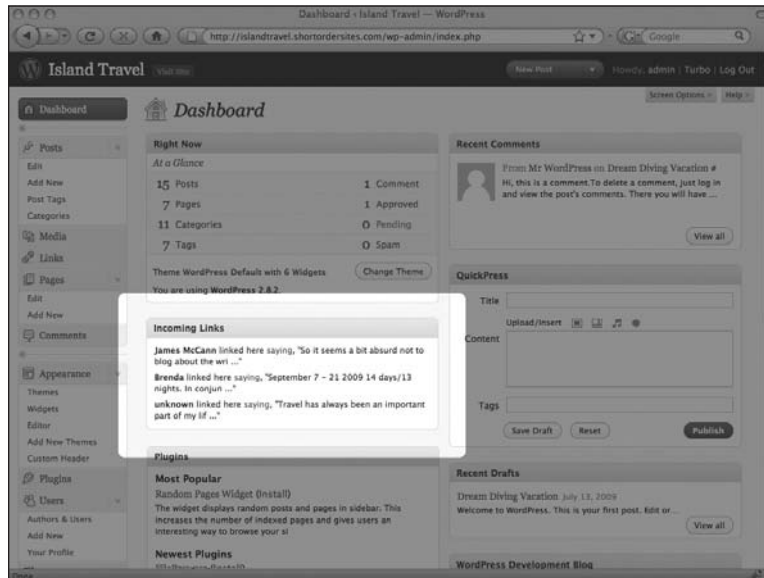 Dashboard ‹ Island Travel — WordPress
http://islandtravel.shortordersites.com/wp-admin/index.php
Google
Island Travel
Visit Site
New Post
Howdy, admin | Turbo | Log Out
Screen Options
Help
Dashboard
Posts
Edit
Add New
Post Tags
Categories
Media
Links
Pages
Edit
Add New
Comments
Appearance
Themes
Widgets
Editor
Add New Themes
Custom Header
Plugins
Users
Authors & Users
Add New
Your Profile
Dashboard
Right Now
At a Glance
15 Posts 1 Comment
7 Pages 1 Approved
11 Categories 0 Pending
7 Tags 0 Spam
Theme WordPress Default with 6 Widgets
Change Theme
You are using WordPress 2.8.2.
Incoming Links
James McCann linked here saying, "So it seems a bit absurd not to
blog about the wri ..."
Brenda linked here saying, "September 7 – 21 2009 14 days/13
nights. In conjun ..."
unknown linked here saying, "Travel has always been an important
part of my lif ..."
Plugins
Most Popular
Random Pages Widget (Install)
The widget displays random posts and pages in sidebar. This
increases the number of indexed pages and gives users an
interesting way to browse your si
Newest Plugins
Recent Comments
From Mr WordPress on Dream Diving Vacation #
Hi, this is a comment.To delete a comment, just log in
and view the post's comments. There you will have ...
View all
QuickPress
Title
Upload/Insert
Content
Tags
Save Draft
Reset
Publish
Recent Drafts
Dream Diving Vacation July 13, 2009
Welcome to WordPress. This is your first post. Edit or...
View all
WordPress Development Blog
Done